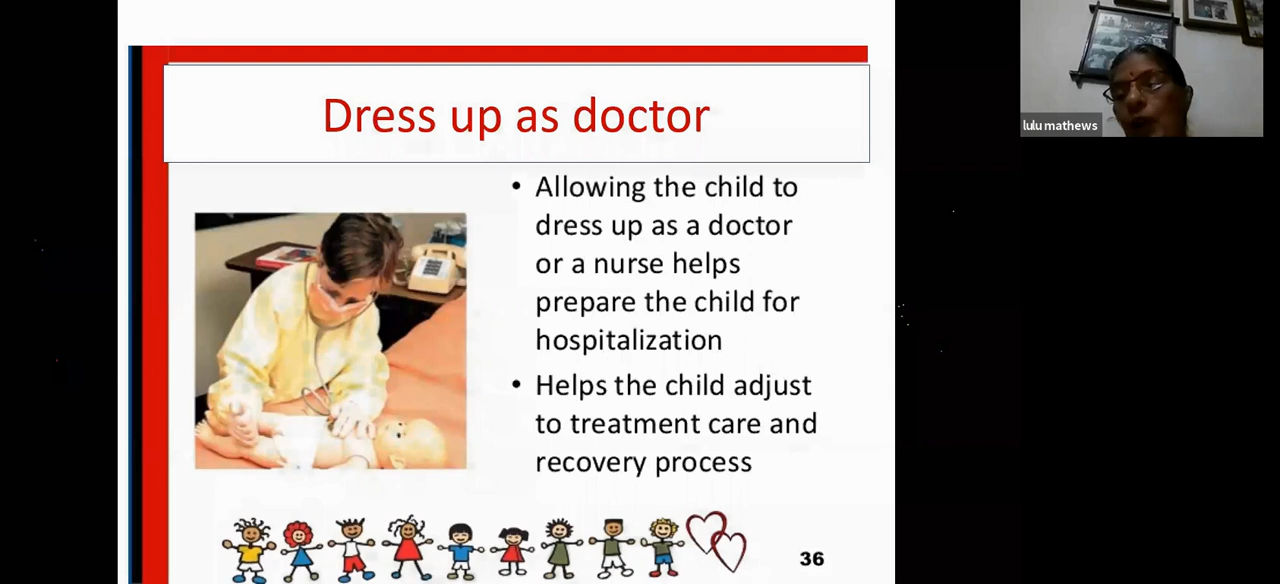 Dress up as doctor
lulu mathews
• Allowing the child to
dress up as a doctor
or a nurse helps
prepare the child for
hospitalization
• Helps the child adjust
to treatment care and
recovery process
36